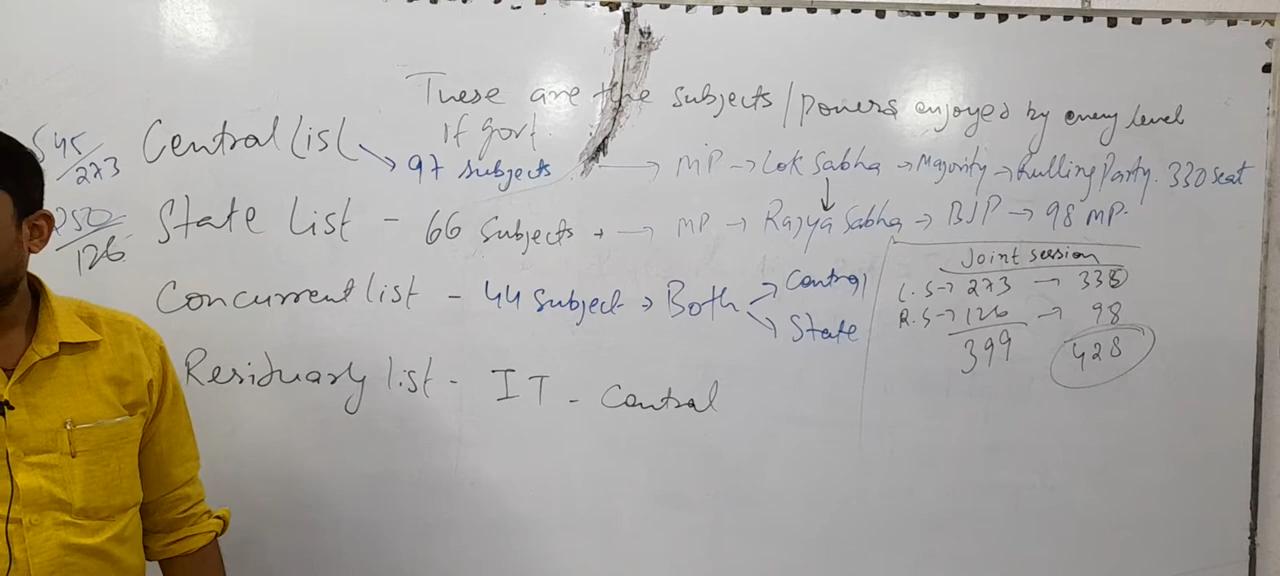 These are the subjects/powers enjoyed by every level
if govt.
545/273 Central list → 97 subjects → MP → Lok Sabha → Majority → Rulling Party. 330 seat
↓
250/126 State list - 66 Subjects → MP → Rajya Sabha → BJP → 98 MP.
Concurrent list - 44 Subject → Both → Central
→ State
Residuary list - IT - Central
Joint session
L.S → 273 → 330
R.S → 126 → 98
399 428